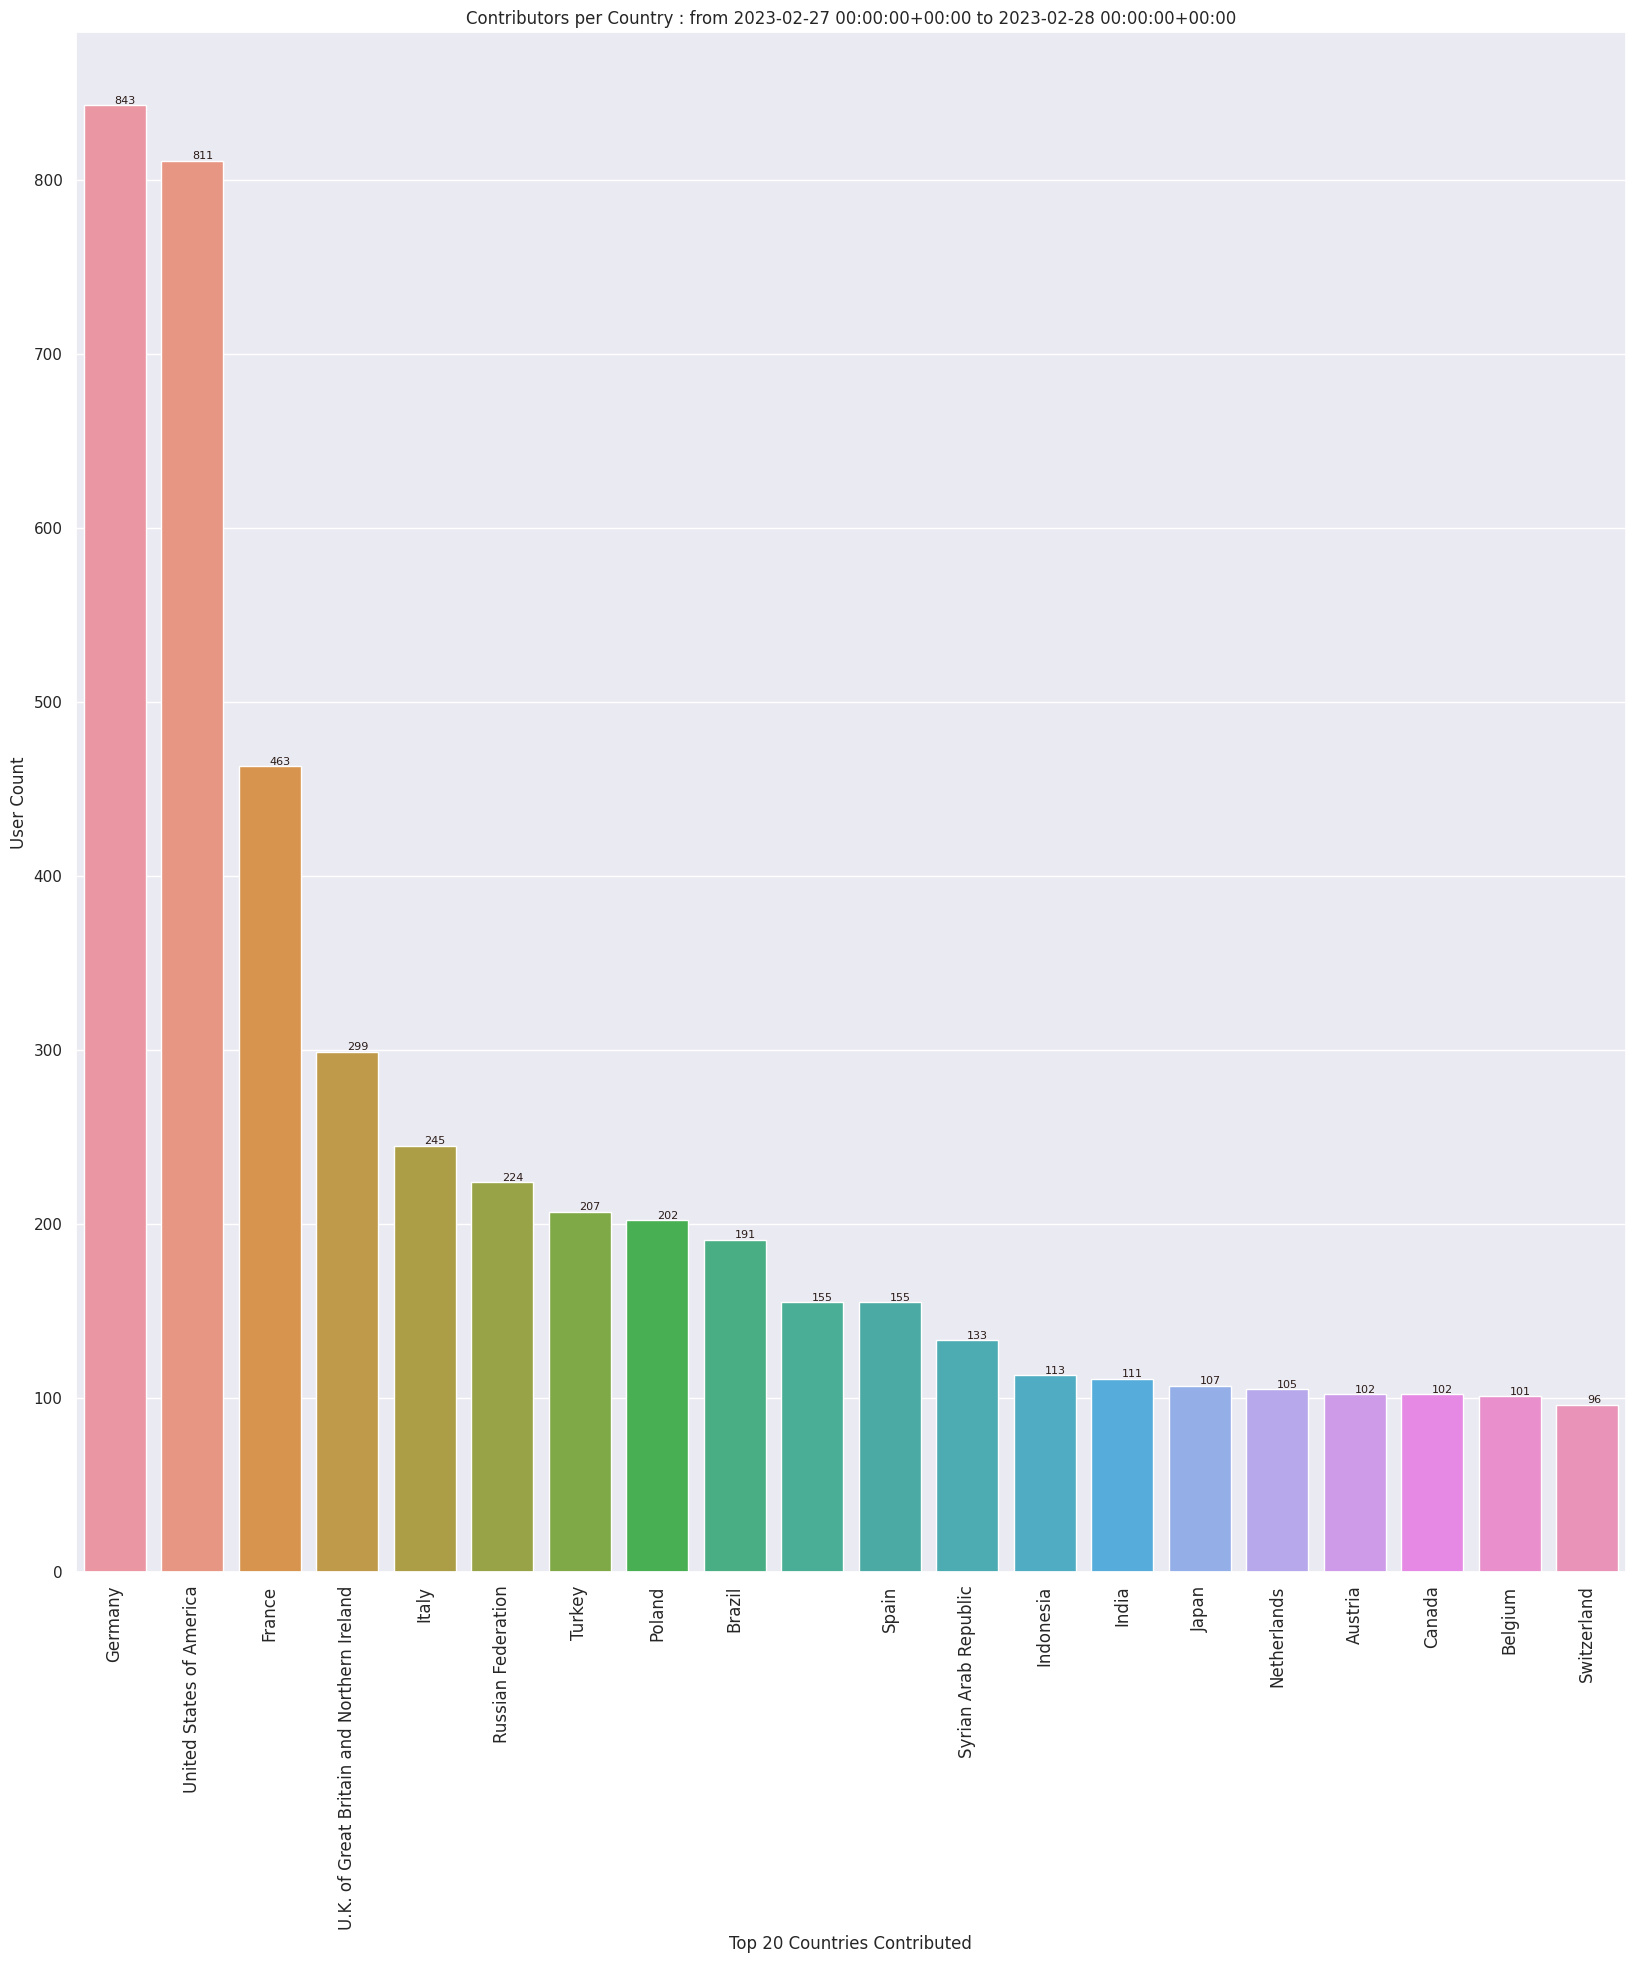 Contributors per Country : from 2023-02-27 00:00:00+00:00 to 2023-02-28 00:00:00+00:00
User Count
800
700
600
500
400
300
200
100
0
843
811
463
299
245
224
207
202
191
155
155
133
113
111
107
105
102
102
101
96
Germany
United States of America
France
U.K. of Great Britain and Northern Ireland
Italy
Russian Federation
Turkey
Poland
Brazil
Spain
Syrian Arab Republic
Indonesia
India
Japan
Netherlands
Austria
Canada
Belgium
Switzerland
Top 20 Countries Contributed